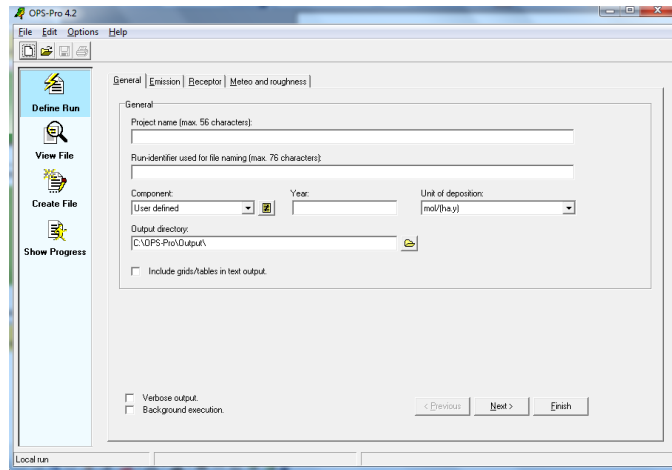 OPS-Pro 4.2
File Edit Options Help
Define Run
View File
Create File
Show Progress
General Emission Receptor Meteo and roughness
General
Project name (max. 56 characters):
Run-identifier used for file naming (max. 76 characters):
Component: Year: Unit of deposition:
User defined mol/(ha.y)
Output directory:
C:\OPS-Pro\Output\
Include grids/tables in text output.
Verbose output.
Background execution.
< Previous Next > Finish
Local run